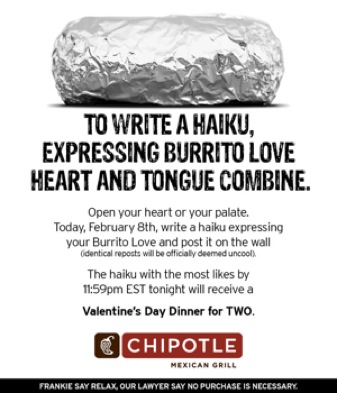 TO WRITE A HAIKU,
EXPRESSING BURRITO LOVE
HEART AND TONGUE COMBINE.
Open your heart or your palate.
Today, February 8th, write a haiku expressing
your Burrito Love and post it on the wall
(identical reposts will be officially deemed uncool).
The haiku with the most likes by
11:59pm EST tonight will receive a
Valentine's Day Dinner for TWO.
CHIPOTLE
MEXICAN GRILL
FRANKIE SAY RELAX, OUR LAWYER SAY NO PURCHASE IS NECESSARY.